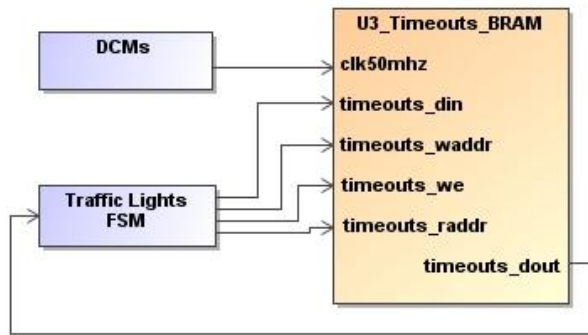 DCMs
Traffic Lights
FSM
U3_Timeouts_BRAM
clk50mhz
timeouts_din
timeouts_waddr
timeouts_we
timeouts_raddr
timeouts_dout